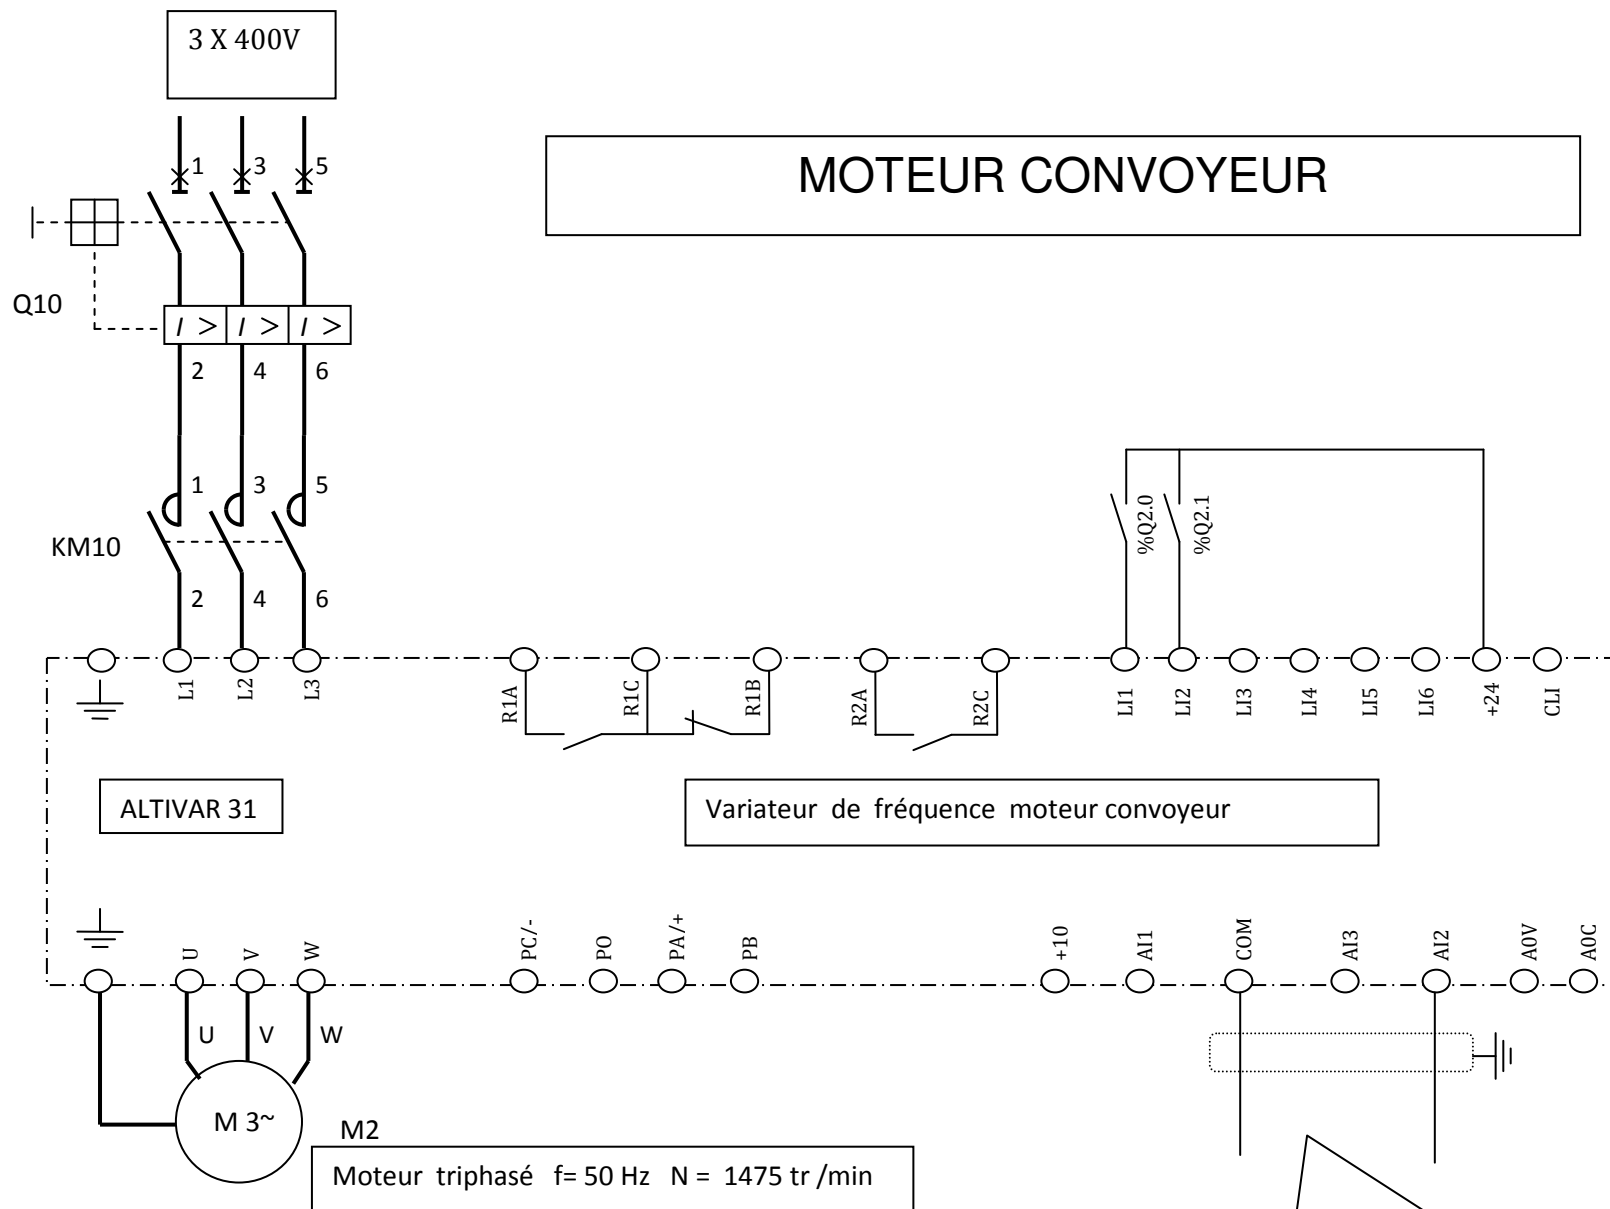 3 X 400V
MOTEUR CONVOYEUR
1 3 5
Q10
I > I > I >
2 4 6
1 3 5
KM10
2 4 6
%Q2.0
%Q2.1
L1 L2 L3 R1A R1C R1B R2A R2C LI1 LI2 LI3 LI4 LI5 LI6 +24 CLI
ALTIVAR 31
Variateur de fréquence moteur convoyeur
U V W PC/- PO PA/+ PB +10 AI1 COM AI3 AI2 A0V A0C
U V W
M 3~
M2
Moteur triphasé f= 50 Hz N = 1475 tr /min